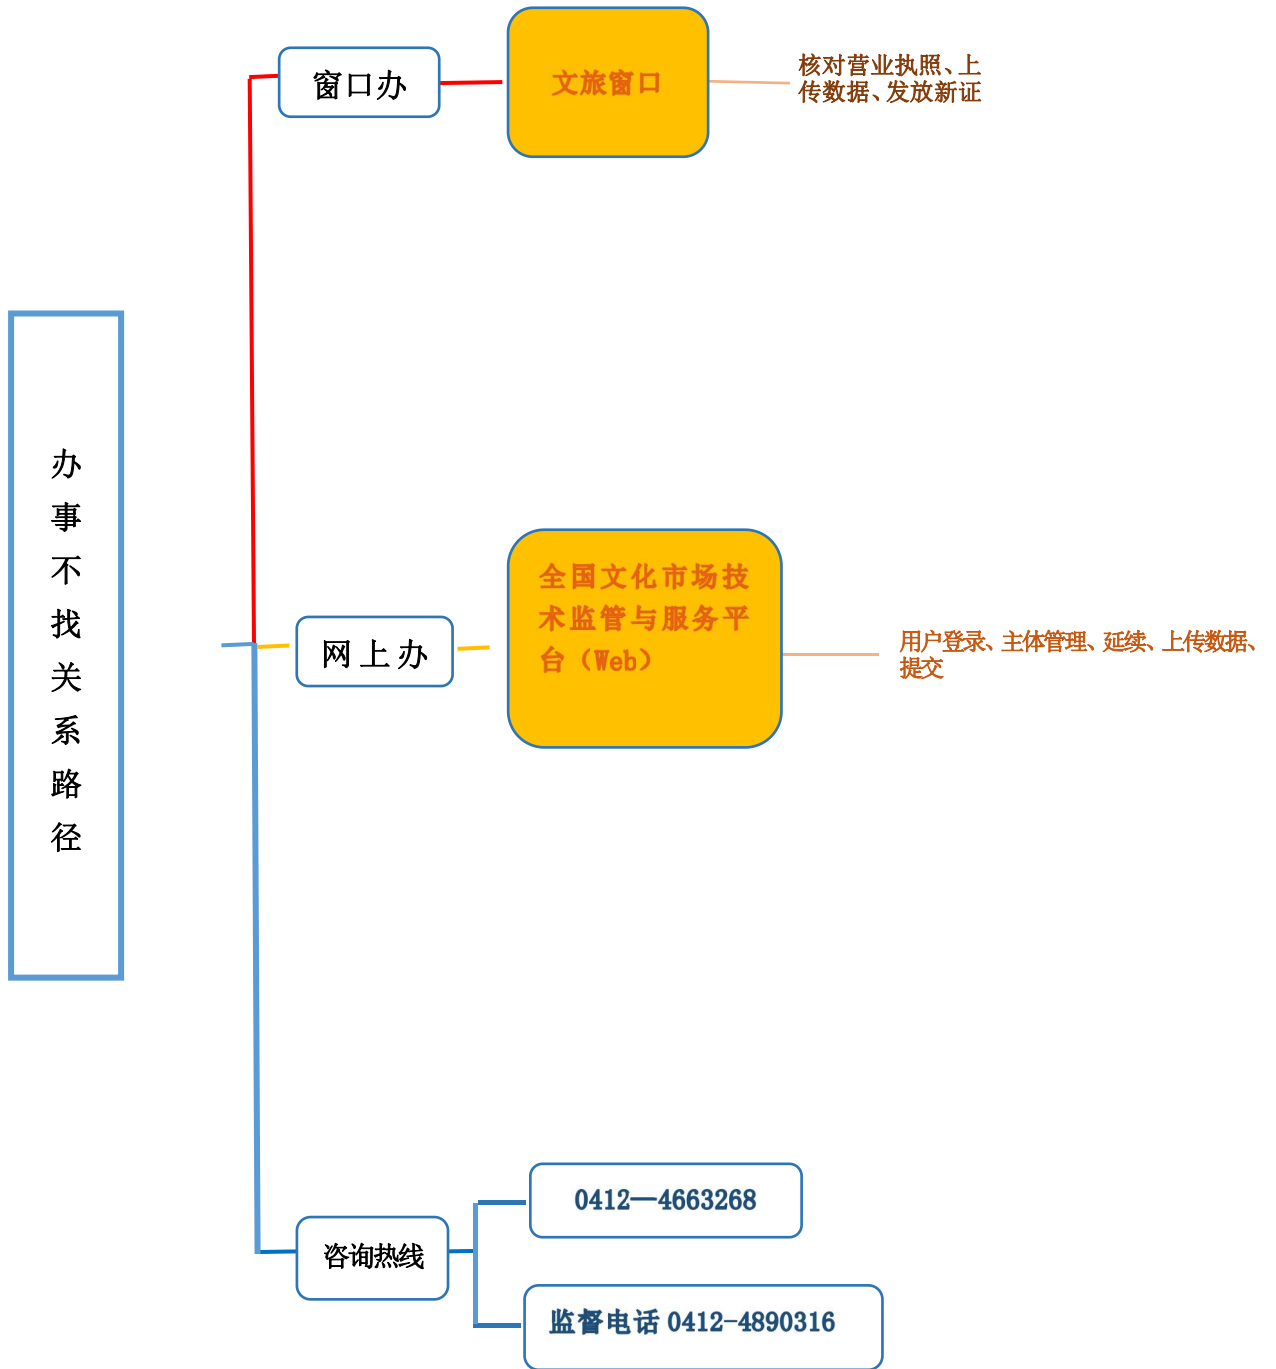 办事不找关系路径
窗口办
文旅窗口
核对营业执照、上
传数据、发放新证
网上办
全国文化市场技
术监管与服务平
台（Web）
用户登录、主体管理、延续、上传数据、
提交
咨询热线
0412—4663268
监督电话 0412-4890316